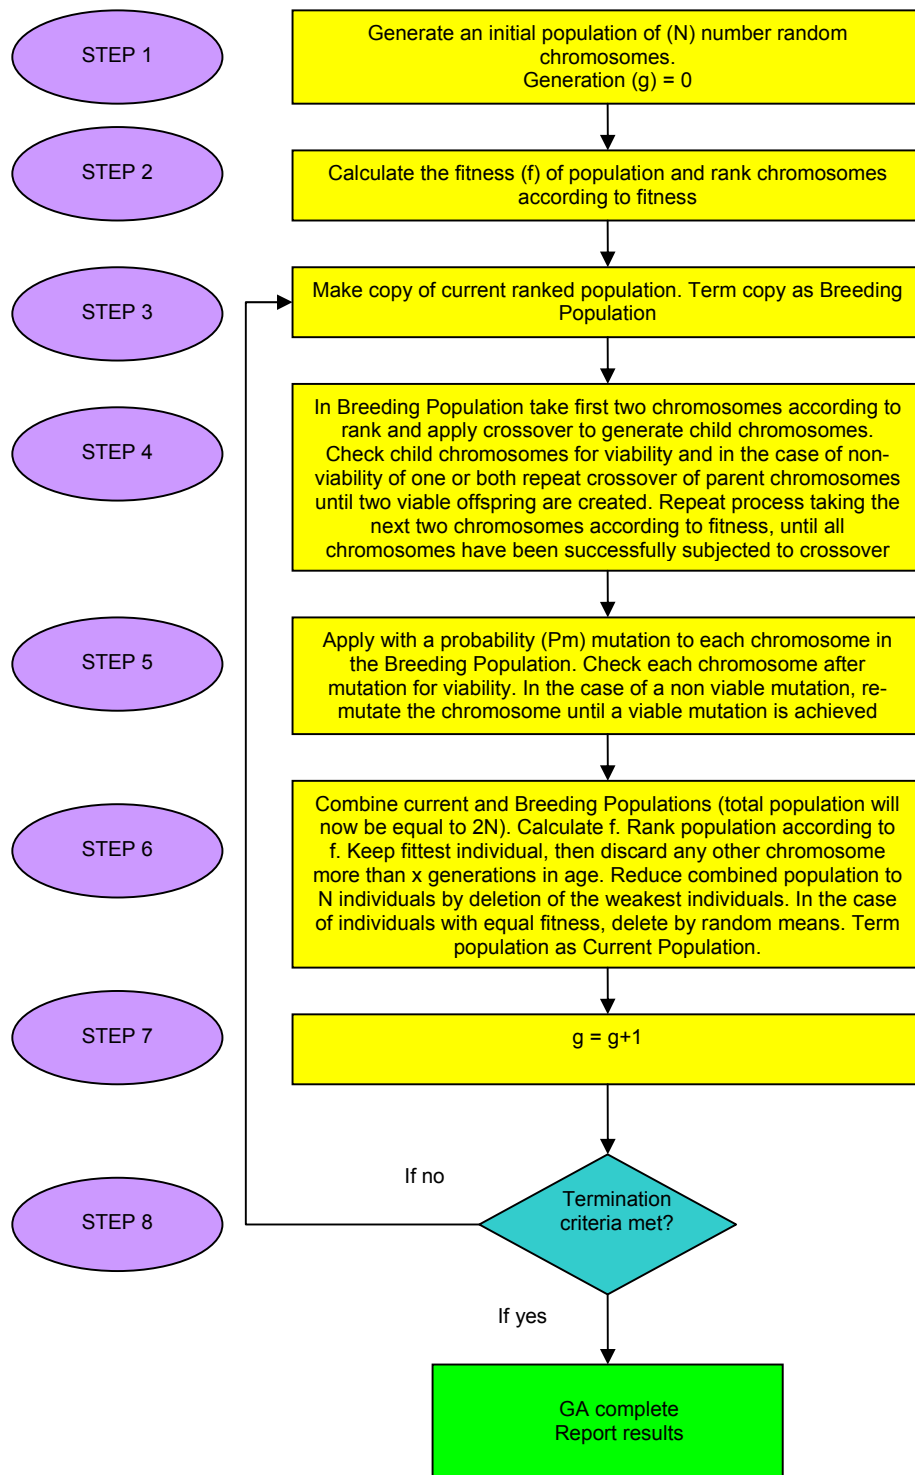 STEP 1
Generate an initial population of (N) number random
chromosomes.
Generation (g) = 0
STEP 2
Calculate the fitness (f) of population and rank chromosomes
according to fitness
STEP 3
Make copy of current ranked population. Term copy as Breeding
Population
STEP 4
In Breeding Population take first two chromosomes according to
rank and apply crossover to generate child chromosomes.
Check child chromosomes for viability and in the case of non-
viability of one or both repeat crossover of parent chromosomes
until two viable offspring are created. Repeat process taking the
next two chromosomes according to fitness, until all
chromosomes have been successfully subjected to crossover
STEP 5
Apply with a probability (Pm) mutation to each chromosome in
the Breeding Population. Check each chromosome after
mutation for viability. In the case of a non viable mutation, re-
mutate the chromosome until a viable mutation is achieved
STEP 6
Combine current and Breeding Populations (total population will
now be equal to 2N). Calculate f. Rank population according to
f. Keep fittest individual, then discard any other chromosome
more than x generations in age. Reduce combined population to
N individuals by deletion of the weakest individuals. In the case
of individuals with equal fitness, delete by random means. Term
population as Current Population.
STEP 7
g = g+1
If no
STEP 8
Termination
criteria met?
If yes
GA complete
Report results